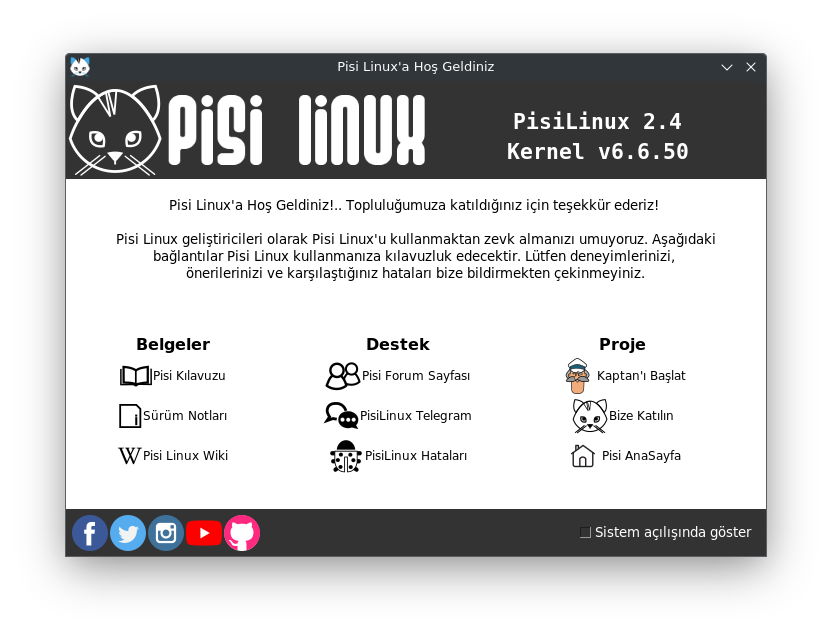 Pisi Linux'a Hoş Geldiniz
PiSi liNUX
PisiLinux 2.4
Kernel v6.6.50
Pisi Linux'a Hoş Geldiniz!.. Topluluğumuza katıldığınız için teşekkür ederiz!
Pisi Linux geliştiricileri olarak Pisi Linux'u kullanmaktan zevk almanızı umuyoruz. Aşağıdaki
bağlantılar Pisi Linux kullanmanıza kılavuzluk edecektir. Lütfen deneyimlerinizi,
önerilerinizi ve karşılaştığınız hataları bize bildirmekten çekinmeyiniz.
Belgeler
Pisi Kılavuzu
Sürüm Notları
Pisi Linux Wiki
Destek
Pisi Forum Sayfası
PisiLinux Telegram
PisiLinux Hataları
Proje
Kaptan'ı Başlat
Bize Katılın
Pisi AnaSayfa
Sistem açılışında göster